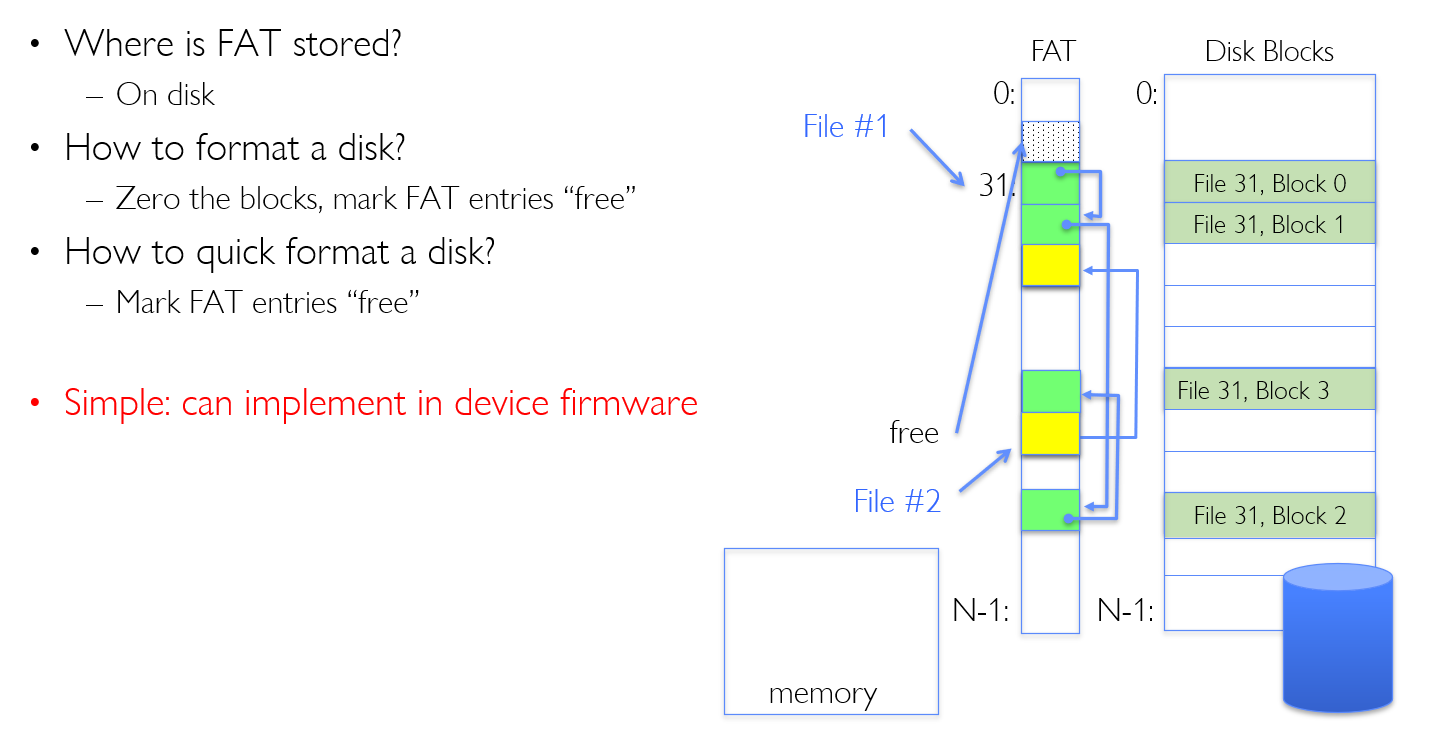 • Where is FAT stored?
– On disk
• How to format a disk?
– Zero the blocks, mark FAT entries “free”
• How to quick format a disk?
– Mark FAT entries “free”
• Simple: can implement in device firmware
FAT
Disk Blocks
0:
0:
File #1
31:
File 31, Block 0
File 31, Block 1
File 31, Block 3
free
File #2
File 31, Block 2
N-1:
N-1:
memory